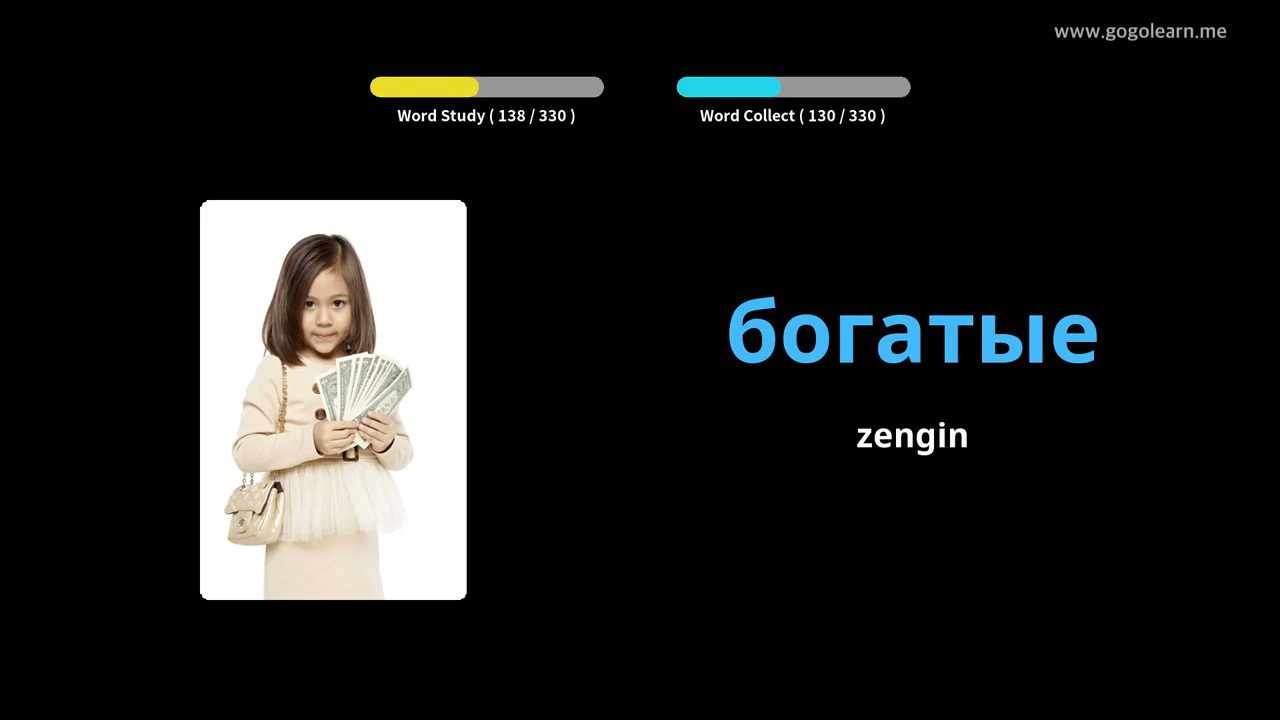 www.gogolearn.me
Word Study ( 138 / 330 )
Word Collect ( 130 / 330 )
богатые
zengin